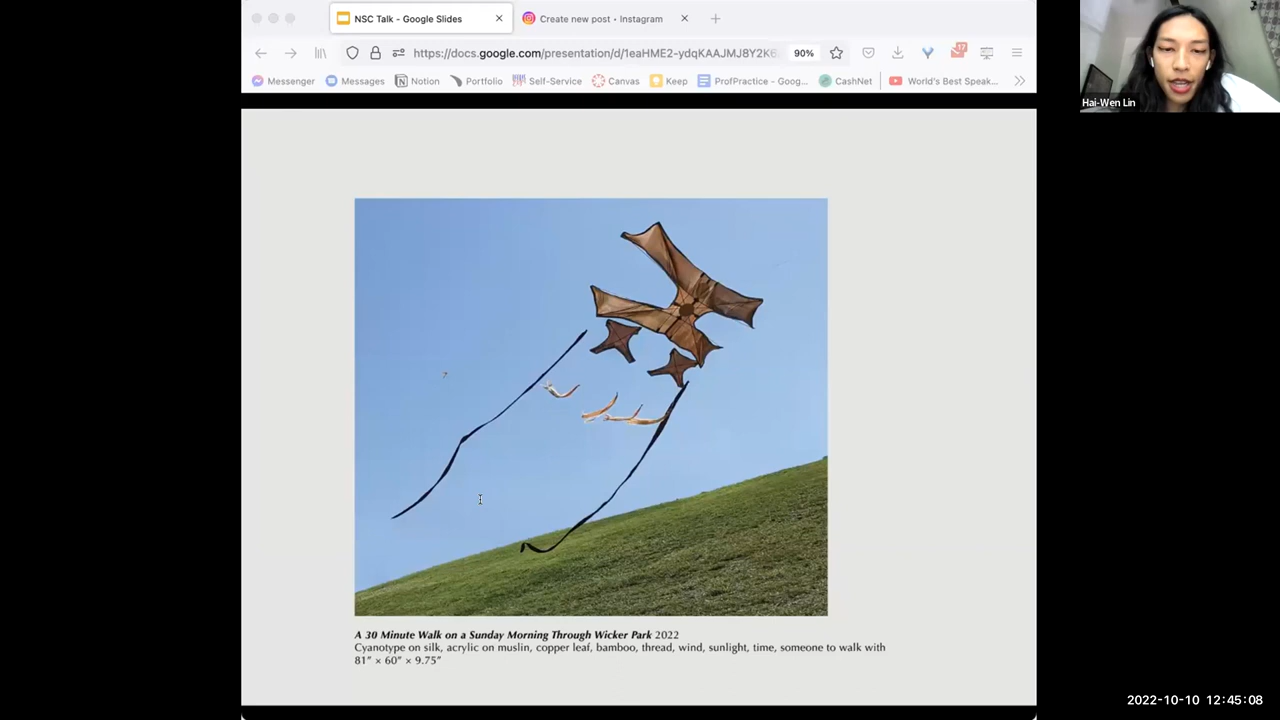 NSC Talk - Google Slides
Create new post • Instagram
https://docs.google.com/presentation/d/1eaHME2-ydqKAAJMJ8Y2K6
90%
17
Messenger
Messages
Notion
Portfolio
Self-Service
Canvas
Keep
ProfPractice - Goog...
CashNet
World's Best Speak...
Hai-Wen Lin
A 30 Minute Walk on a Sunday Morning Through Wicker Park 2022
Cyanotype on silk, acrylic on muslin, copper leaf, bamboo, thread, wind, sunlight, time, someone to walk with
81" × 60" × 9.75"
2022-10-10 12:45:08